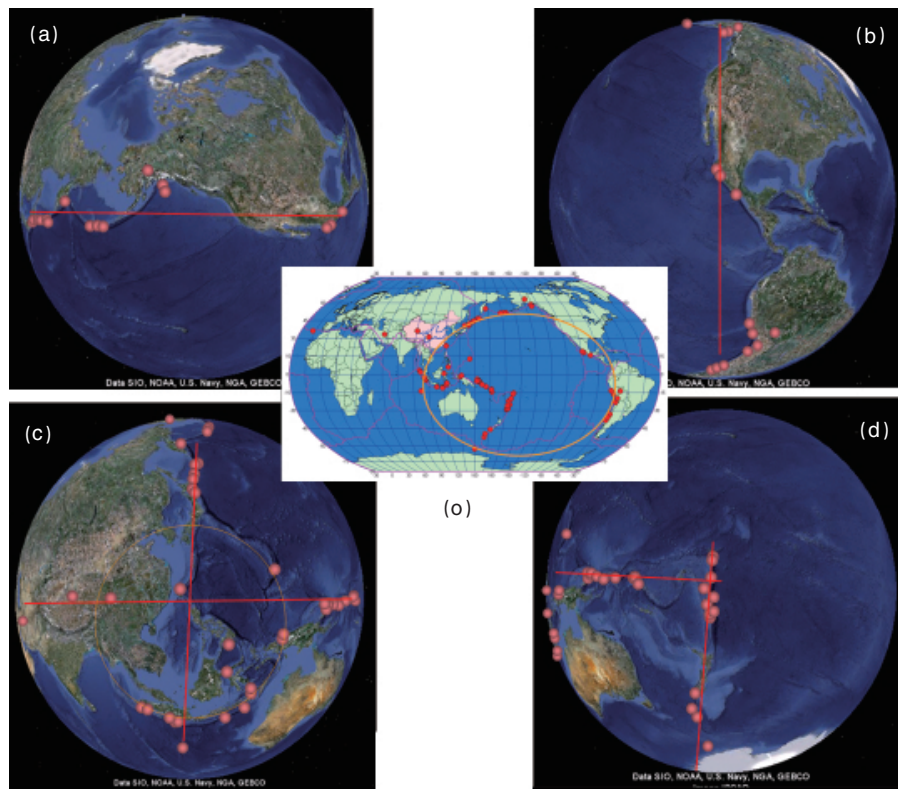 (a)
Data SIO, NOAA, U.S. Navy, NGA, GEBCO
(b)
Data SIO, NOAA, U.S. Navy, NGA, GEBCO
(o)
(c)
Data SIO, NOAA, U.S. Navy, NGA, GEBCO
(d)
Data SIO, NOAA, U.S. Navy, NGA, GEBCO